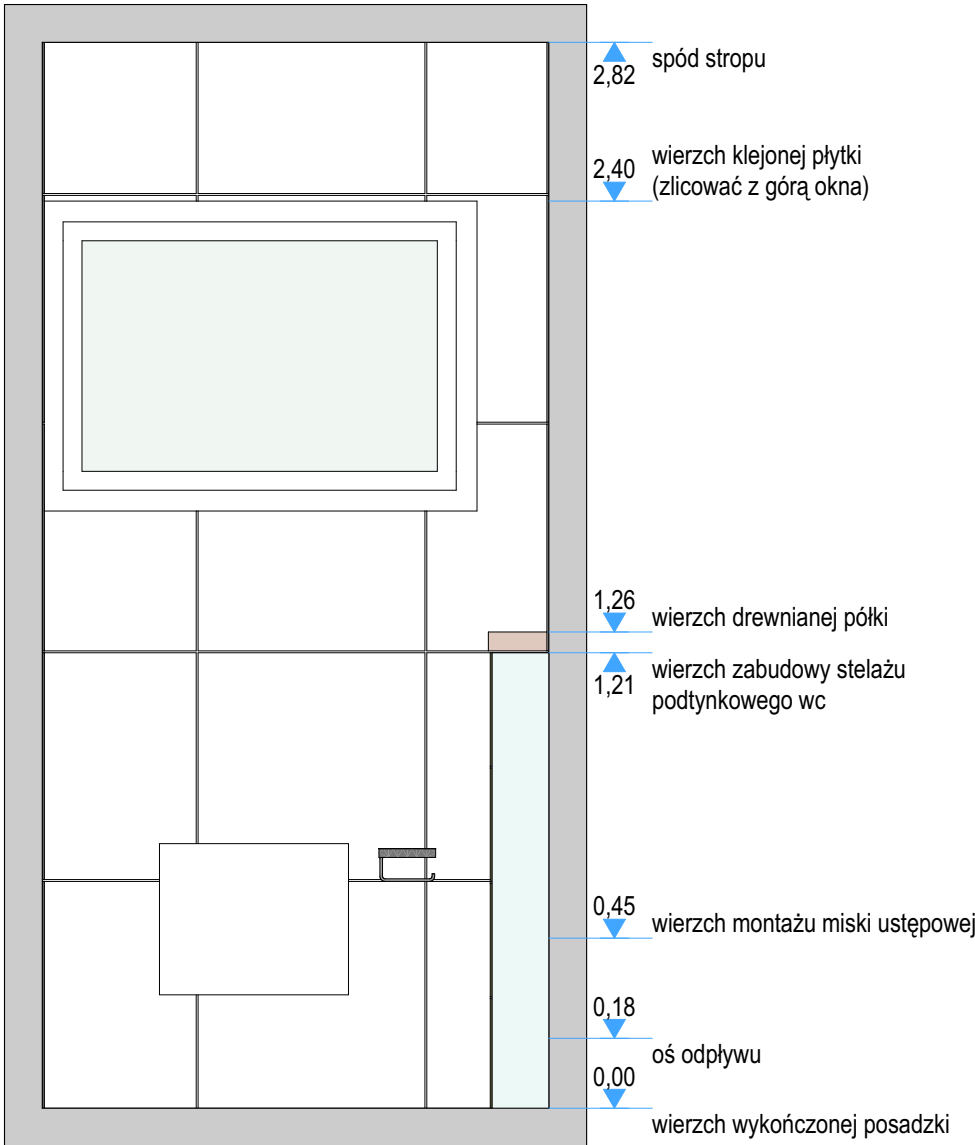 2,82
spód stropu
2,40
wierzch klejonej płytki
(zlicować z górą okna)
1,26
wierzch drewnianej półki
1,21
wierzch zabudowy stelażu
podtynkowego wc
0,45
wierzch montażu miski ustępowej
0,18
oś odpływu
0,00
wierzch wykończonej posadzki